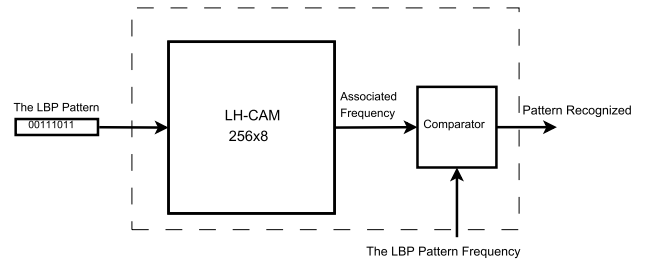 The LBP Pattern
00111011
LH-CAM
256x8
Associated
Frequency
Comparator
Pattern Recognized
The LBP Pattern Frequency